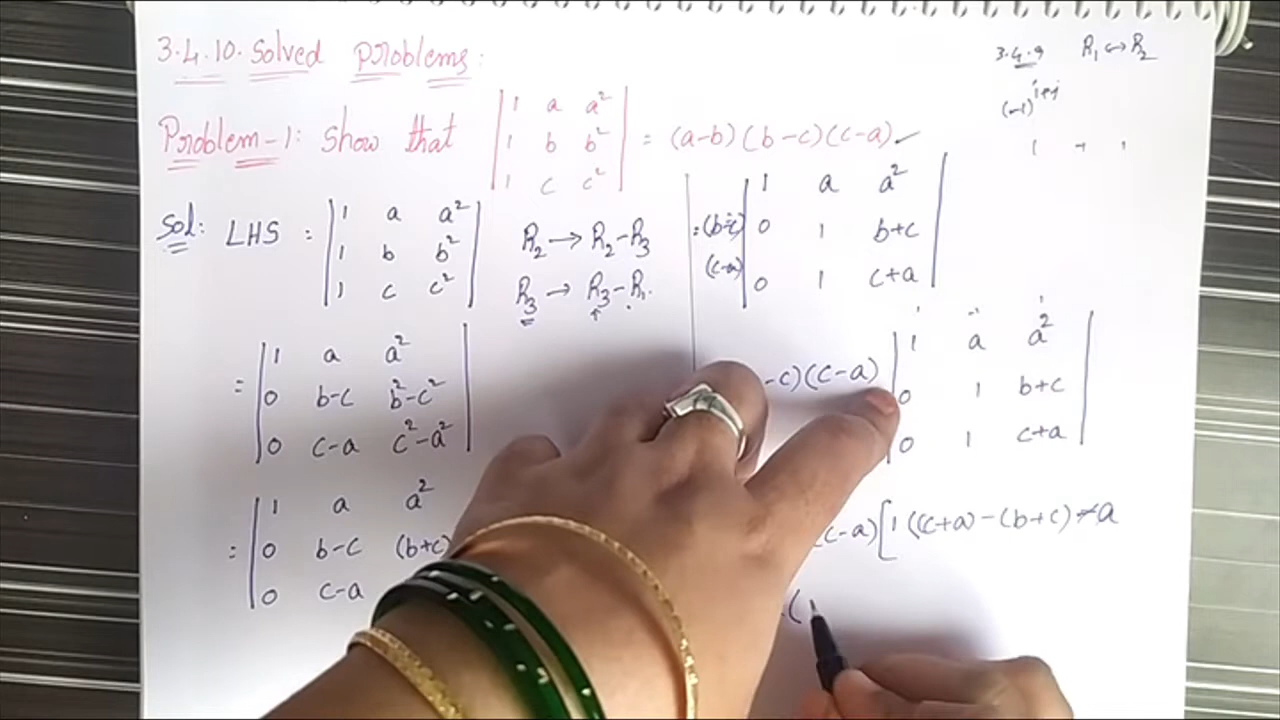 3.4.10. Solved Problems:
3.4.9 R₁ ↔ R₂
(-1)^(i+j)
Problem-1: Show that | 1 a a² | = (a-b)(b-c)(c-a)
| 1 b b² |
| 1 c c² |
Sol: LHS = | 1 a a² | R₂ → R₂-R₃
| 1 b b² | R₃ → R₃-R₁.
| 1 c c² |
= | 1 a a² |
| 0 b-c b²-c² |
| 0 c-a c²-a² |
= | 1 a a² |
| 0 b-c (b+c)
| 0 c-a
= (b-c) (c-a) | 1 a a² |
| 0 1 b+c |
| 0 1 c+a |
-c)(c-a) | 1 a a² |
| 0 1 b+c |
| 0 1 c+a |
(c-a)[1((c+a)-(b+c)) -a
(